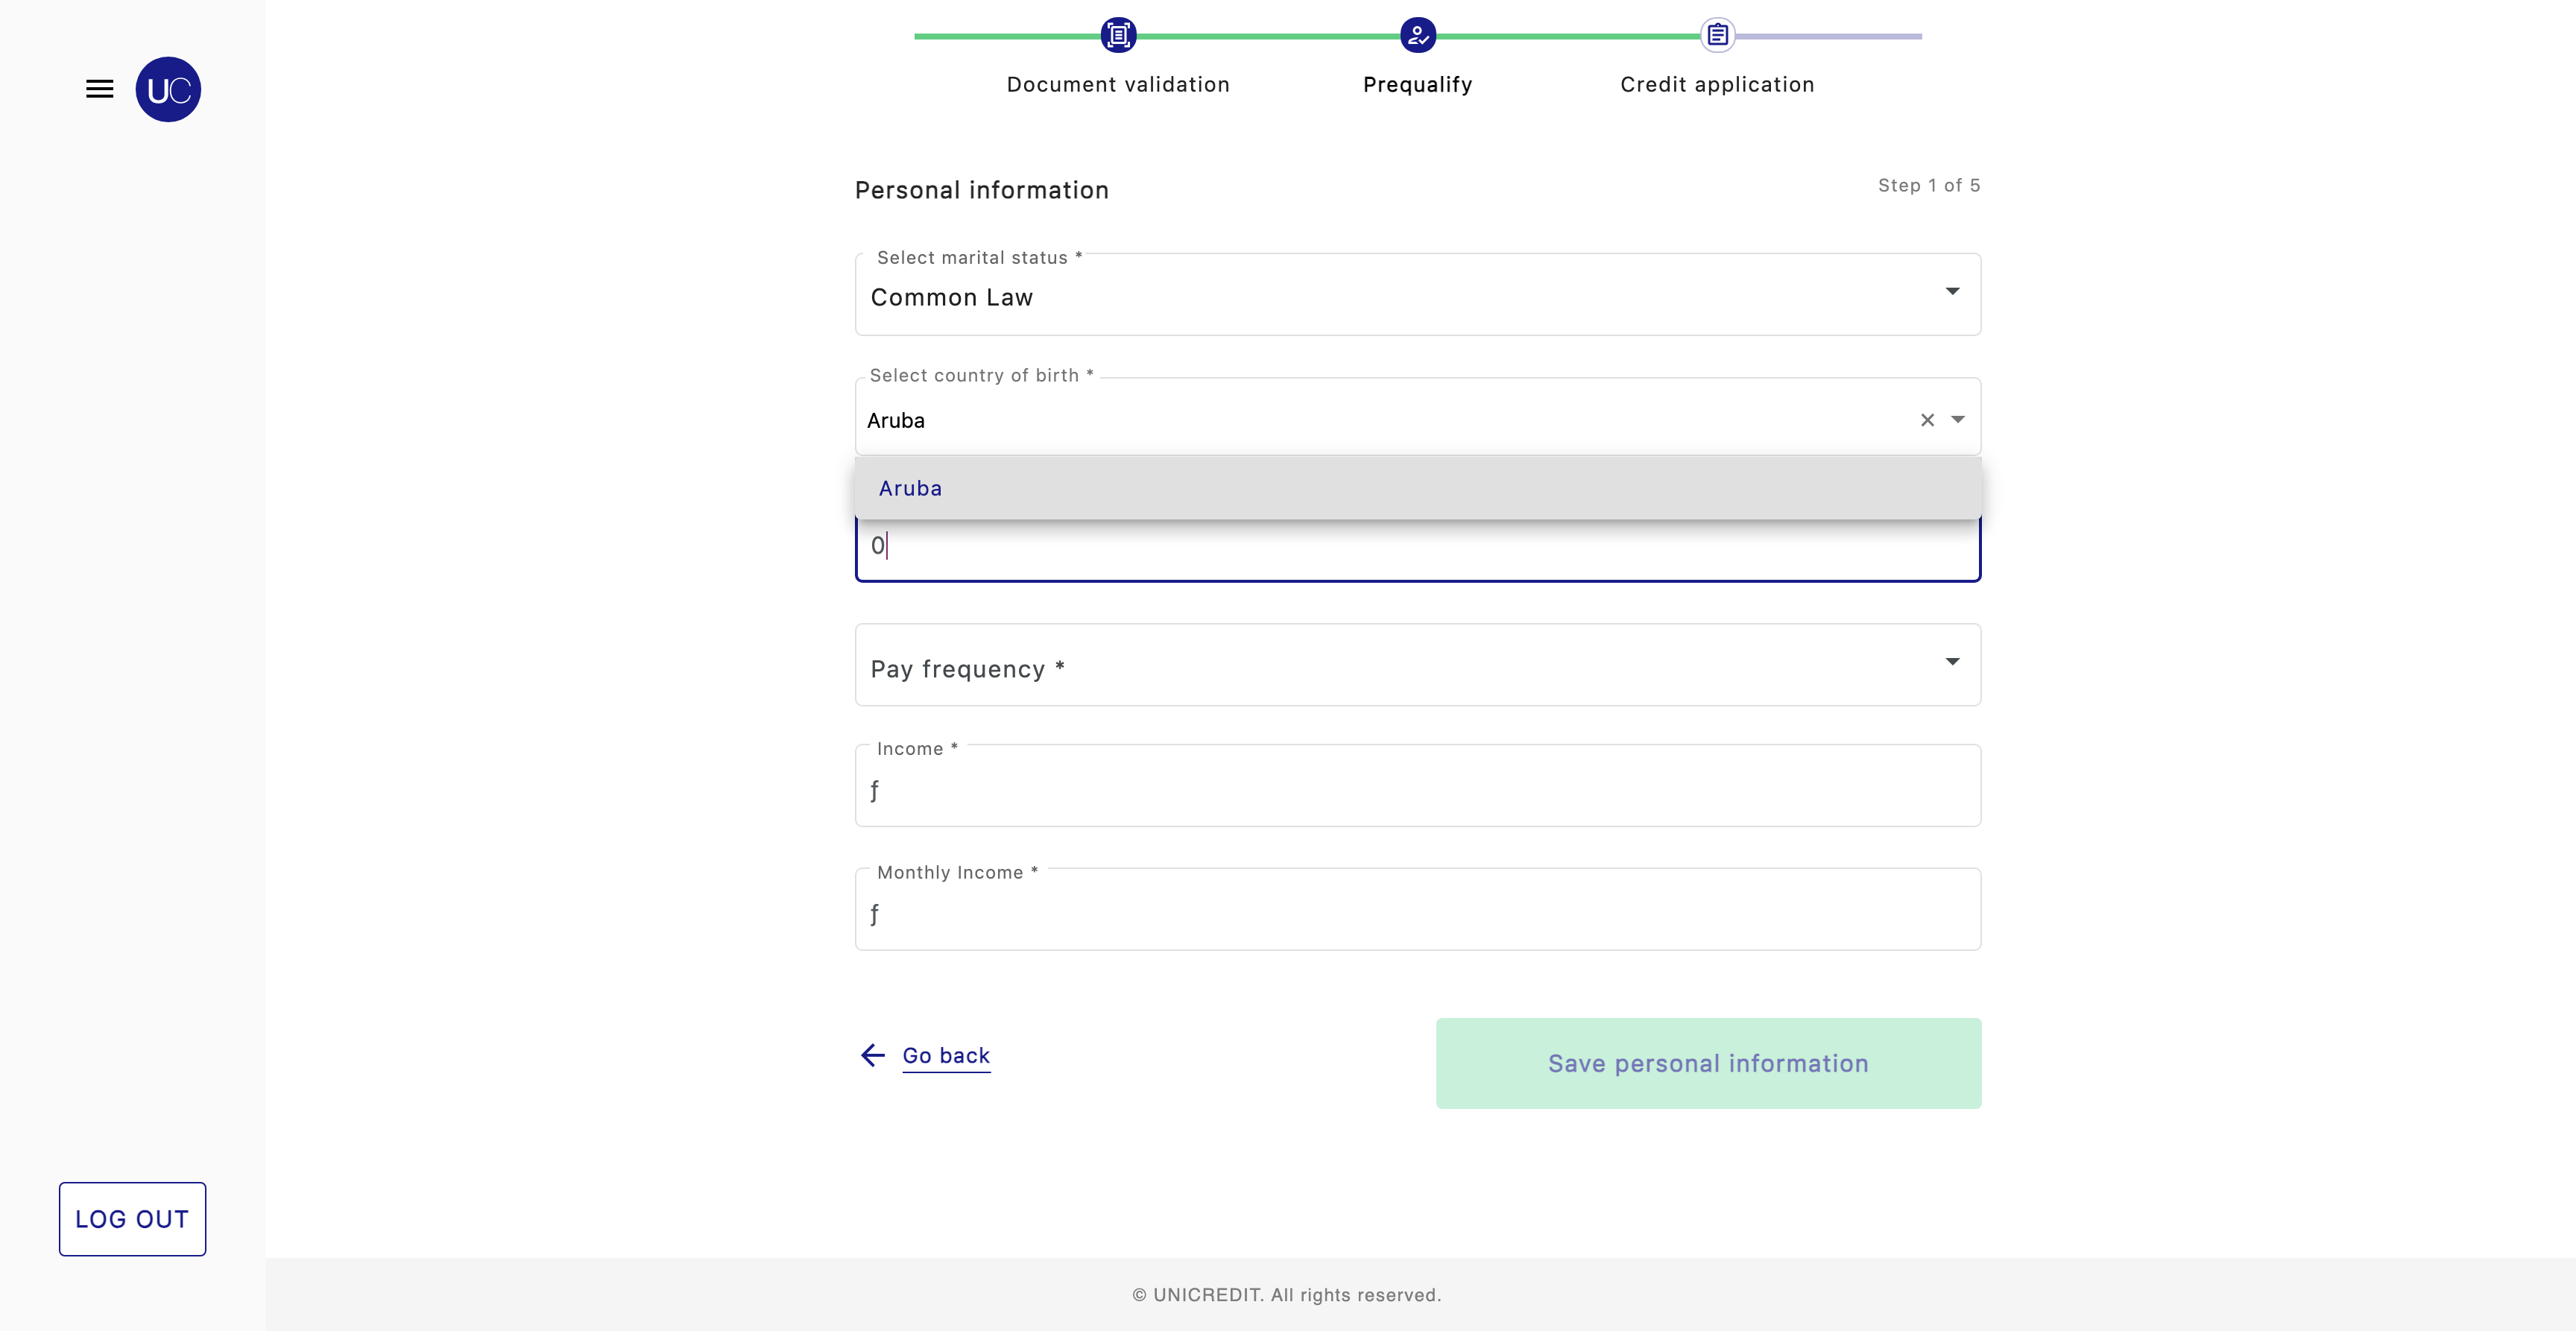 UC
Document validation
Prequalify
Credit application
Personal information
Step 1 of 5
Select marital status *
Common Law
Select country of birth *
Aruba
Aruba
0
Pay frequency *
Income *
ƒ
Monthly Income *
ƒ
Go back
Save personal information
LOG OUT
© UNICREDIT. All rights reserved.